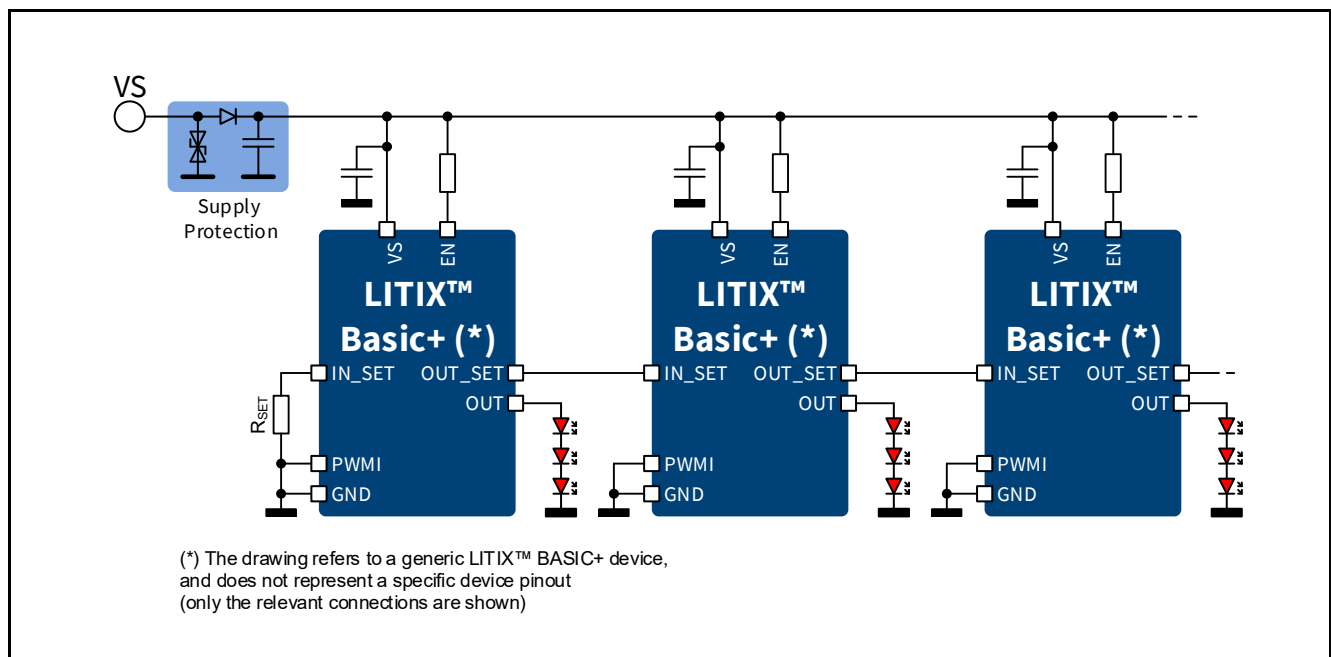 VS
Supply
Protection
VS
EN
LITIX™
Basic+ (*)
IN_SET
OUT_SET
OUT
RSET
PWMI
GND
VS
EN
LITIX™
Basic+ (*)
IN_SET
OUT_SET
OUT
PWMI
GND
VS
EN
LITIX™
Basic+ (*)
IN_SET
OUT_SET
OUT
PWMI
GND
(*) The drawing refers to a generic LITIX™ BASIC+ device,
and does not represent a specific device pinout
(only the relevant connections are shown)